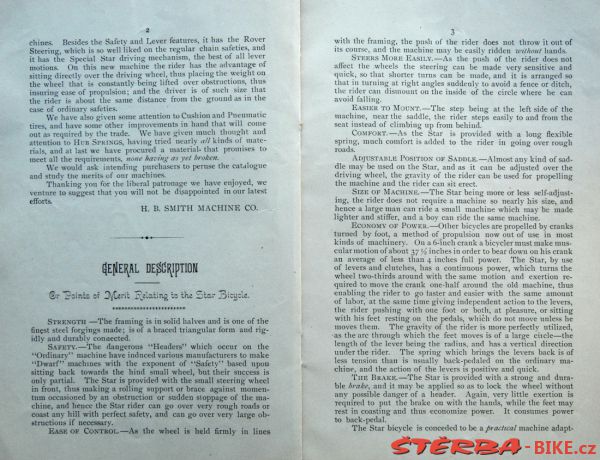 2
chines. Besides the Safety and Lever features, it has the Rover
Steering, which is so well liked on the regular chain safeties, and
it has the Special Star driving mechanism, the best of all lever
motions. On this new machine the rider has the advantage of
sitting directly over the driving wheel, thus placing the weight on
the wheel that is constantly being lifted over obstructions, thus
insuring ease of propulsion; and the driver is of such size that
the rider is about the same distance from the ground as in the
case of ordinary safeties.
We have also given some attention to Cushion and Pneumatic
tires, and have some other improvements in hand that will come
out as required by the trade. We have given much thought and
attention to HUB SPRINGS, having tried nearly all kinds of mate-
rials, and at last we have procured a material that promises to
meet all the requirements, none having as yet broken.
We would ask intending purchasers to peruse the catalogue
and study the merits of our machines.
Thanking you for the liberal patronage we have enjoyed, we
venture to suggest that you will not be disappointed in our latest
efforts.
H. B. SMITH MACHINE CO.
GENERAL DESCRIPTION
Or Points of Merit Relating to the Star Bicycle.
STRENGTH—The framing is in solid halves and is one of the
finest steel forgings made; is of a braced triangular form and rig-
idly and durably connected.
SAFETY.—The dangerous "Headers" which occur on the
"Ordinary" machine have induced various manufacturers to make
"Dwarf" machines with the exponent of "Safety" based upon
sitting back towards the hind small wheel, but their success is
only partial. The Star is provided with the small steering wheel
in front, thus making a rolling support or brace against momen-
tum occasioned by an obstruction or sudden stoppage of the ma-
chine, and hence the Star rider can go over very rough roads or
coast any hill with perfect safety, and can go over very large ob-
structions if necessary.
EASE OF CONTROL.—As the wheel is held firmly in lines
3
with the framing, the push of the rider does not throw it out of
its course, and the machine may be easily ridden without hands.
STEERS MORE EASILY.—As the push of the rider does not
affect the wheels the steering can be made very sensitive and
quick, so that shorter turns can be made, and it is arranged so
that in turning at right angles suddenly to avoid a fence or ditch,
the rider can dismount on the inside of the circle where he can
avoid falling.
EASIER TO MOUNT.—The step being at the left side of the
machine, near the saddle, the rider steps easily to and from the
seat instead of climbing up from behind.
COMFORT.—As the Star is provided with a long flexible
spring, much comfort is added to the rider in going over rough
roads.
ADJUSTABLE POSITION OF SADDLE.—Almost any kind of sad-
dle may be used on the Star, and as it can be adjusted over the
driving wheel, the gravity of the rider can be used for propelling
the machine and the rider can sit erect.
SIZE OF MACHINE.—The Star being more or less self-adjust-
ing, the rider does not require a machine so nearly his size, and
hence a large man can ride a small machine which may be made
lighter and stiffer, and a boy can ride the same machine.
ECONOMY OF POWER.—Other bicycles are propelled by cranks
turned by foot, a method of propulsion now out of use in most
kinds of machinery. On a 6-inch crank a bicycler must make mus-
cular motion of about 37⅞ inches in order to bear down on his crank
an average of less than 4 inches full power. The Star, by use
of levers and clutches, has a continuous power, which turns the
wheel two-thirds around with the same motion and exertion re-
quired to move the crank one-half around the old machine, thus
enabling the rider to go faster and easier with the same amount
of labor, at the same time giving independent action to the levers,
the rider pushing with one foot or both, at pleasure, or sitting
with his feet resting on the pedals, which do not move unless he
moves them. The gravity of the rider is more perfectly utilized,
as the arc through which the feet moves is of a large circle—the
length of the lever being the radius, and has a vertical direction
under the rider. The spring which brings the levers back is of
less tension than is usually back-pedaled on the ordinary ma-
chine, and the action of the levers is positive and quick.
THE BRAKE.—The Star is provided with a strong and dura-
ble brake, and it may be applied so as to lock the wheel without
any possible danger of a header. Again, very little exertion is
required to put the brake on with the hands, while the feet may
rest in coasting and thus economize power. It consumes power
to back-pedal.
The Star bicycle is conceded to be a practical machine adapt-
STĚRBA-BIKE.cz